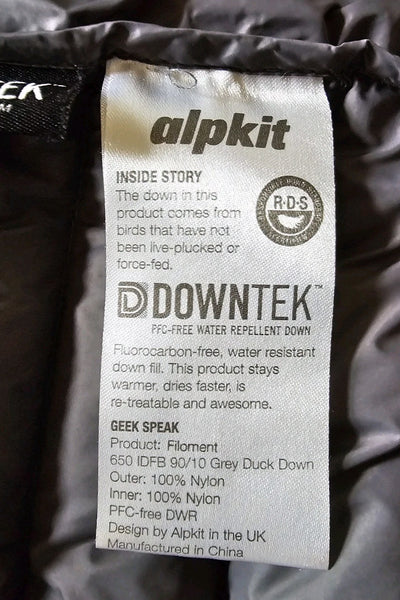 EK™
alpkit
INSIDE STORY
The down in this
product comes from
birds that have not
been live-plucked or
force-fed.
R·D·S
DOWNTEK™
PFC-FREE WATER REPELLENT DOWN
Fluorocarbon-free, water resistant
down fill. This product stays
warmer, dries faster, is
re-treatable and awesome.
GEEK SPEAK
Product: Filoment
650 IDFB 90/10 Grey Duck Down
Outer: 100% Nylon
Inner: 100% Nylon
PFC-free DWR
Design by Alpkit in the UK
Manufactured in China